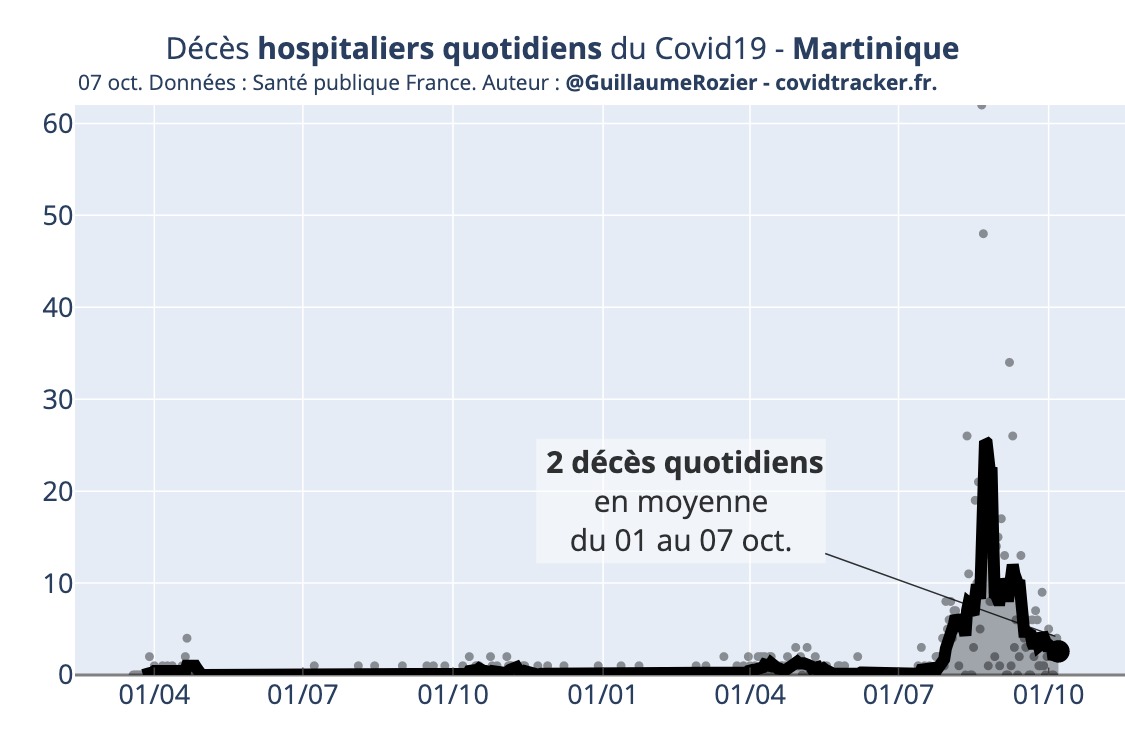 Décès hospitaliers quotidiens du Covid19 - Martinique
07 oct. Données : Santé publique France. Auteur : @GuillaumeRozier - covidtracker.fr.
60
50
40
30
20
10
0
2 décès quotidiens
en moyenne
du 01 au 07 oct.
01/04 01/07 01/10 01/01 01/04 01/07 01/10